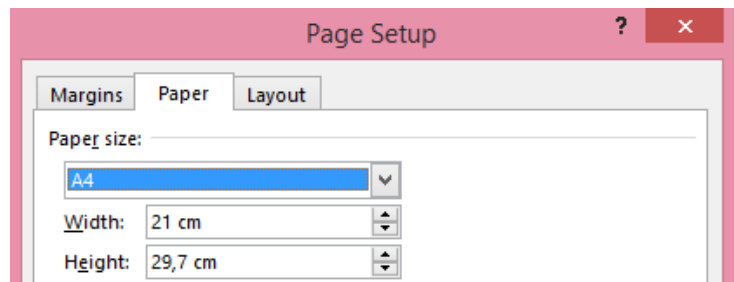 Page Setup ?
Margins Paper Layout
Paper size:
A4
Width: 21 cm
Height: 29,7 cm